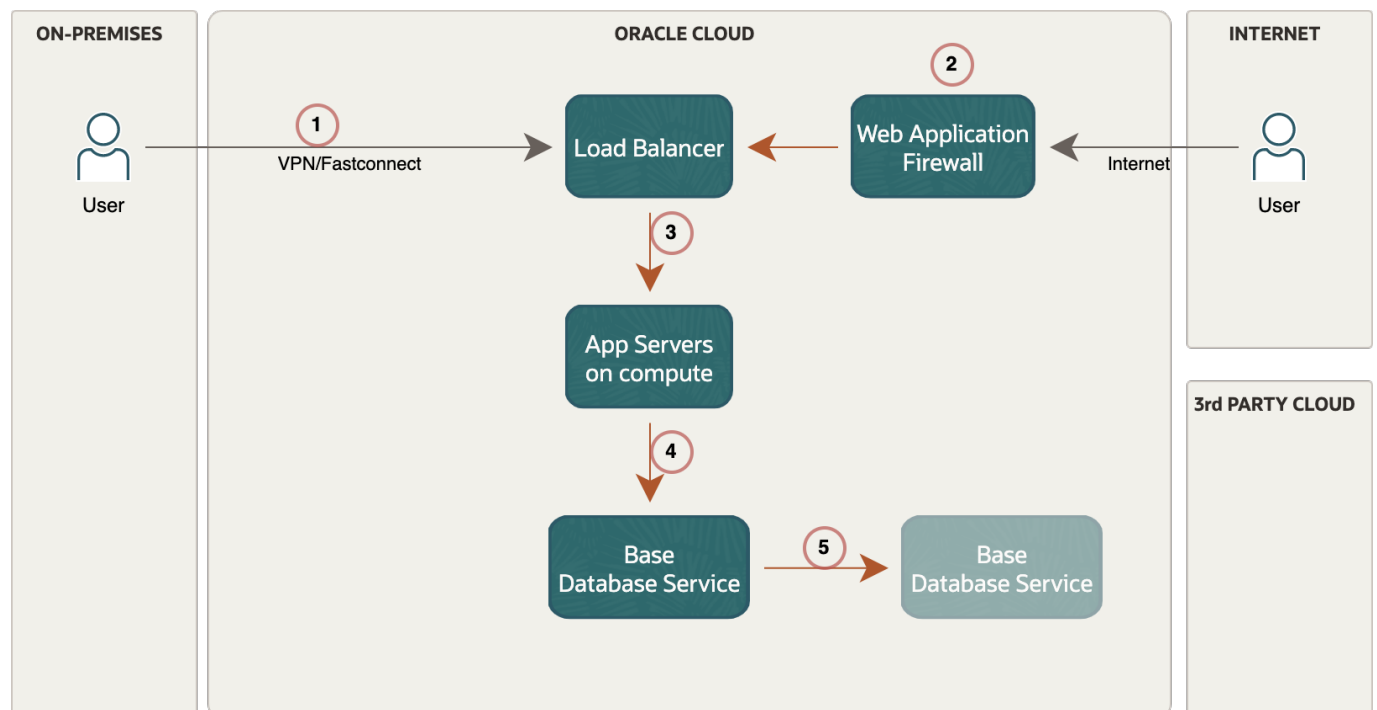 ON-PREMISES
ORACLE CLOUD
INTERNET
2
1
Load Balancer
Web Application
Firewall
VPN/Fastconnect
Internet
User
User
3
App Servers
on compute
3rd PARTY CLOUD
4
Base
Database Service
5
Base
Database Service